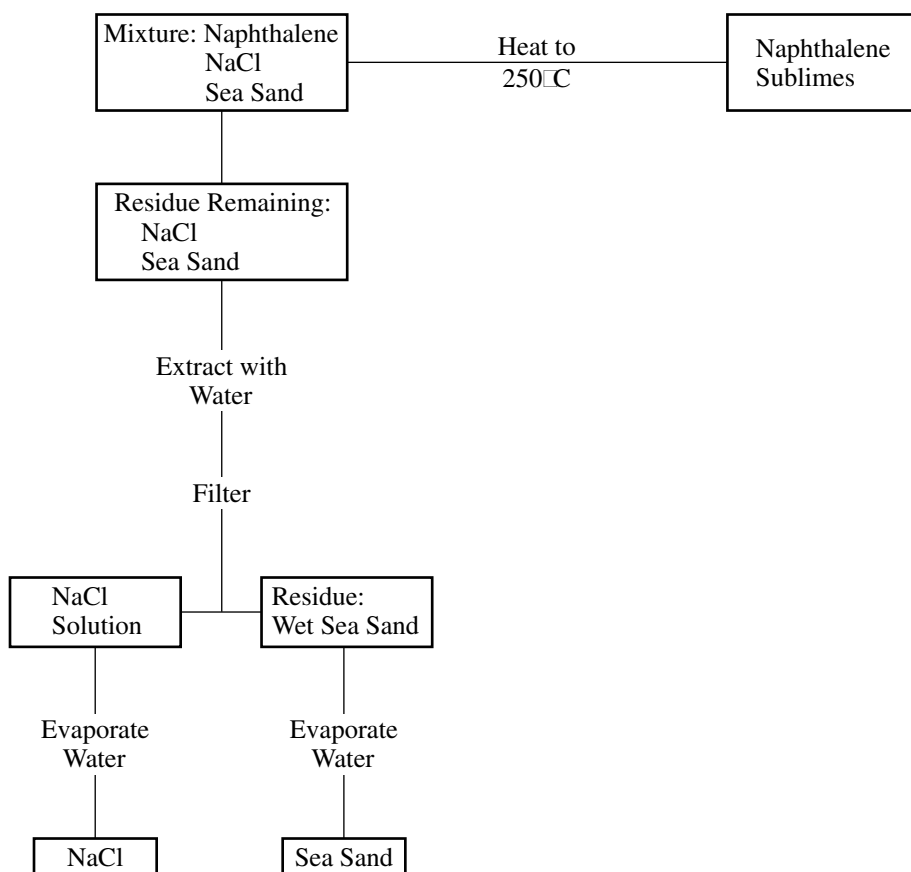 Mixture: Naphthalene
NaCl
Sea Sand
Heat to
250□C
Naphthalene
Sublimes
Residue Remaining:
NaCl
Sea Sand
Extract with
Water
Filter
NaCl
Solution
Residue:
Wet Sea Sand
Evaporate
Water
Evaporate
Water
NaCl
Sea Sand